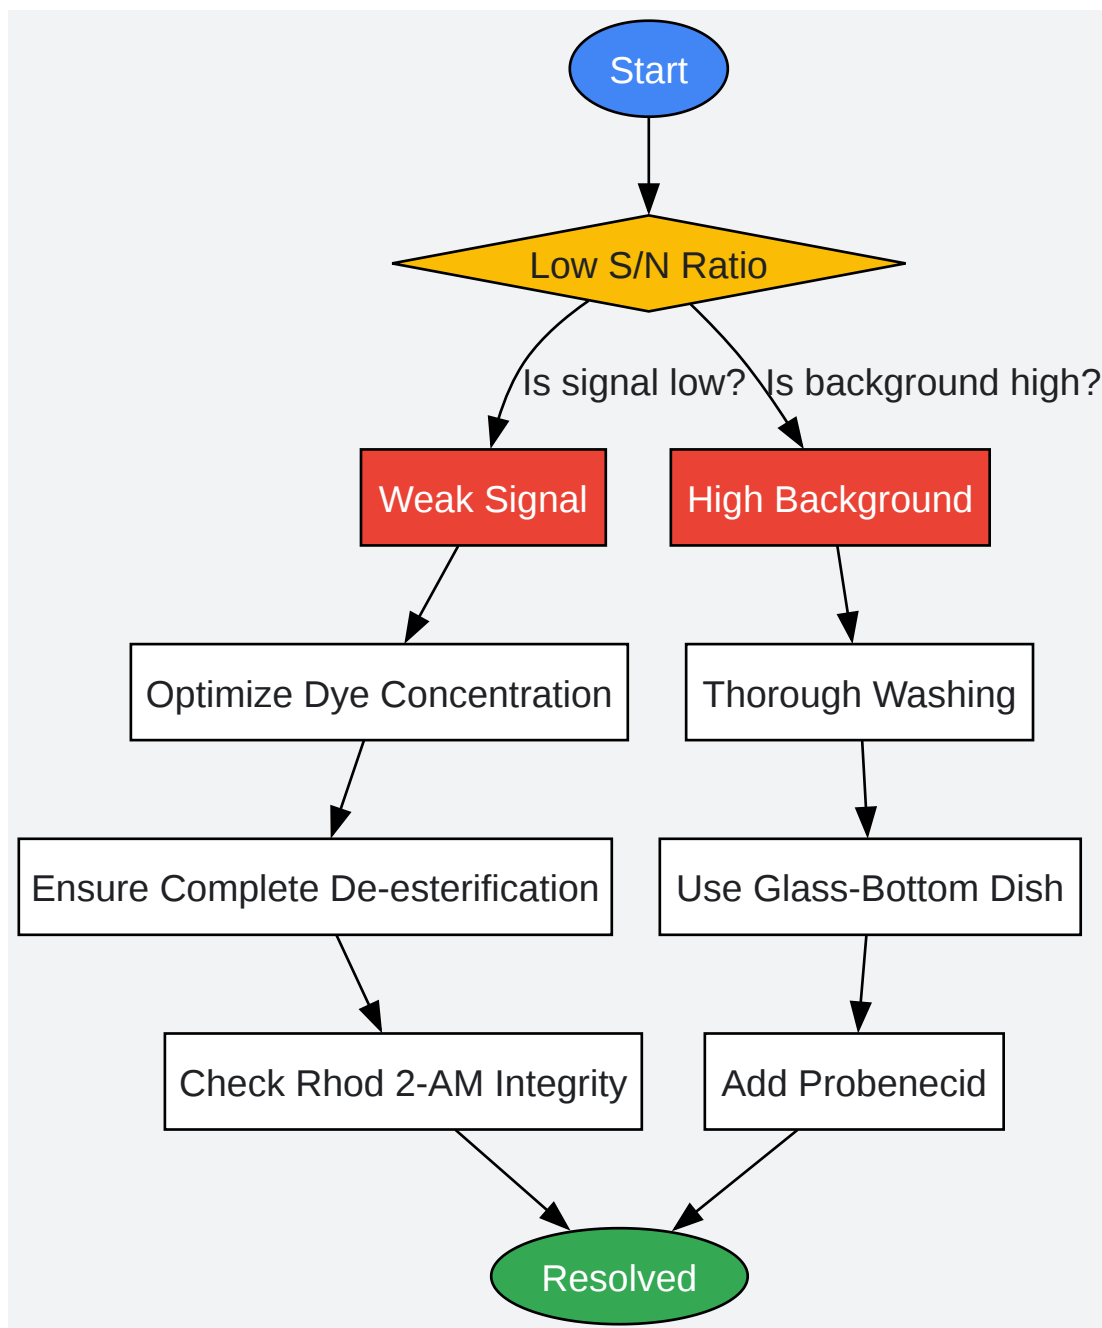 Start
Low S/N Ratio
Is signal low?
Is background high?
Weak Signal
High Background
Optimize Dye Concentration
Thorough Washing
Ensure Complete De-esterification
Use Glass-Bottom Dish
Check Rhod 2-AM Integrity
Add Probenecid
Resolved